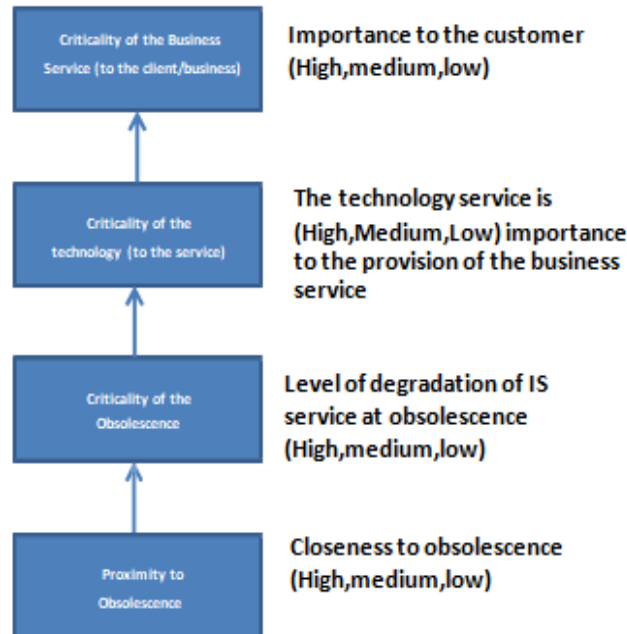 Criticality of the Business
Service (to the client/business)
Importance to the customer
(High,medium,low)
Criticality of the
technology (to the service)
The technology service is
(High,Medium,Low) importance
to the provision of the business
service
Criticality of the
Obsolescence
Level of degradation of IS
service at obsolescence
(High,medium,low)
Proximity to
Obsolescence
Closeness to obsolescence
(High,medium,low)